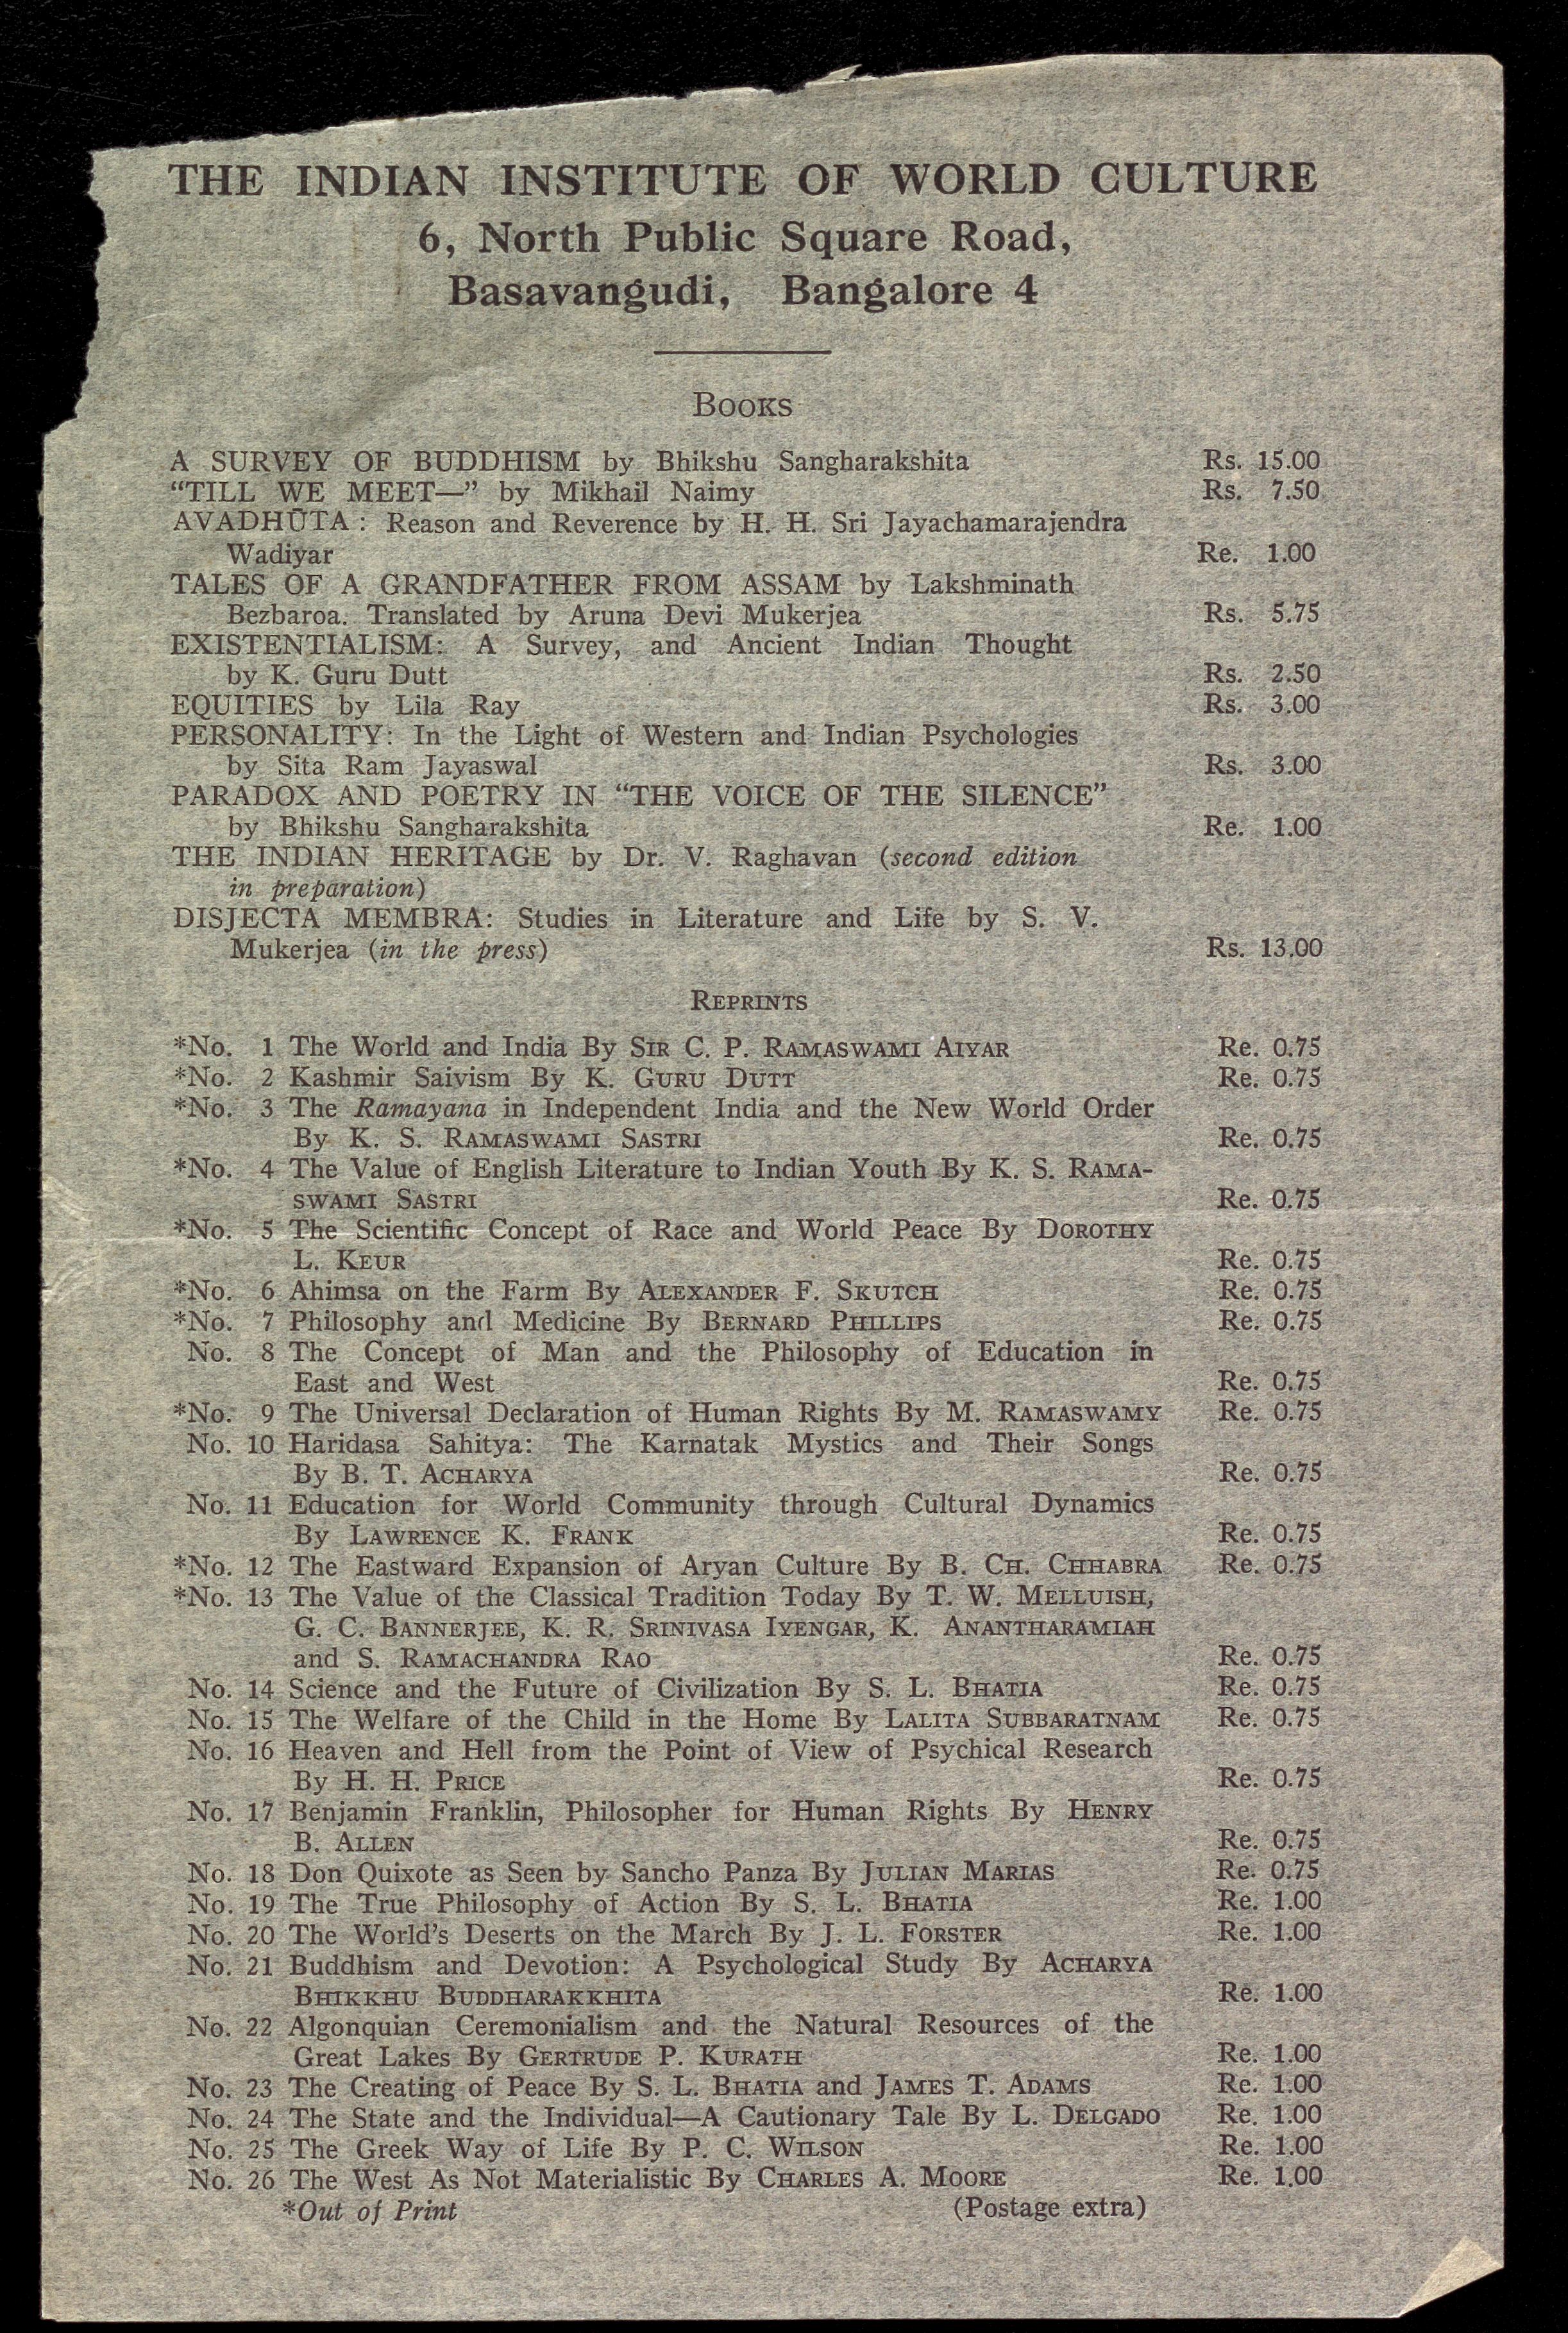 THE INDIAN INSTITUTE OF WORLD CULTURE
6, North Public Square Road,
Basavangudi, Bangalore 4
BOOKS
A SURVEY OF BUDDHISM by Bhikshu Sangharakshita Rs. 15.00
“TILL WE MEET—” by Mikhail Naimy Rs. 7.50
AVADHŪTA : Reason and Reverence by H. H. Sri Jayachamarajendra
Wadiyar Re. 1.00
TALES OF A GRANDFATHER FROM ASSAM by Lakshminath
Bezbaroa. Translated by Aruna Devi Mukerjea Rs. 5.75
EXISTENTIALISM: A Survey, and Ancient Indian Thought
by K. Guru Dutt Rs. 2.50
EQUITIES by Lila Ray Rs. 3.00
PERSONALITY: In the Light of Western and Indian Psychologies
by Sita Ram Jayaswal Rs. 3.00
PARADOX AND POETRY IN “THE VOICE OF THE SILENCE”
by Bhikshu Sangharakshita Re. 1.00
THE INDIAN HERITAGE by Dr. V. Raghavan (second edition
in preparation)
DISJECTA MEMBRA: Studies in Literature and Life by S. V.
Mukerjea (in the press) Rs. 13.00
REPRINTS
*No. 1 The World and India By SIR C. P. RAMASWAMI AIYAR Re. 0.75
*No. 2 Kashmir Saivism By K. GURU DUTT Re. 0.75
*No. 3 The Ramayana in Independent India and the New World Order
By K. S. RAMASWAMI SASTRI Re. 0.75
*No. 4 The Value of English Literature to Indian Youth By K. S. RAMA-
SWAMI SASTRI Re. 0.75
*No. 5 The Scientific Concept of Race and World Peace By DOROTHY
L. KEUR Re. 0.75
*No. 6 Ahimsa on the Farm By ALEXANDER F. SKUTCH Re. 0.75
*No. 7 Philosophy and Medicine By BERNARD PHILLIPS Re. 0.75
No. 8 The Concept of Man and the Philosophy of Education in
East and West Re. 0.75
*No. 9 The Universal Declaration of Human Rights By M. RAMASWAMY Re. 0.75
No. 10 Haridasa Sahitya: The Karnatak Mystics and Their Songs
By B. T. ACHARYA Re. 0.75
No. 11 Education for World Community through Cultural Dynamics
By LAWRENCE K. FRANK Re. 0.75
*No. 12 The Eastward Expansion of Aryan Culture By B. CH. CHHABRA Re. 0.75
*No. 13 The Value of the Classical Tradition Today By T. W. MELLUISH,
G. C. BANNERJEE, K. R. SRINIVASA IYENGAR, K. ANANTHARAMIAH
and S. RAMACHANDRA RAO Re. 0.75
No. 14 Science and the Future of Civilization By S. L. BHATIA Re. 0.75
No. 15 The Welfare of the Child in the Home By LALITA SUBBARATNAM Re. 0.75
No. 16 Heaven and Hell from the Point of View of Psychical Research
By H. H. PRICE Re. 0.75
No. 17 Benjamin Franklin, Philosopher for Human Rights By HENRY
B. ALLEN Re. 0.75
No. 18 Don Quixote as Seen by Sancho Panza By JULIAN MARIAS Re. 0.75
No. 19 The True Philosophy of Action By S. L. BHATIA Re. 1.00
No. 20 The World's Deserts on the March By J. L. FORSTER Re. 1.00
No. 21 Buddhism and Devotion: A Psychological Study By ACHARYA
BHIKKHU BUDDHARAKKHITA Re. 1.00
No. 22 Algonquian Ceremonialism and the Natural Resources of the
Great Lakes By GERTRUDE P. KURATH Re. 1.00
No. 23 The Creating of Peace By S. L. BHATIA and JAMES T. ADAMS Re. 1.00
No. 24 The State and the Individual—A Cautionary Tale By L. DELGADO Re. 1.00
No. 25 The Greek Way of Life By P. C. WILSON Re. 1.00
No. 26 The West As Not Materialistic By CHARLES A. MOORE Re. 1.00
*Out of Print (Postage extra)